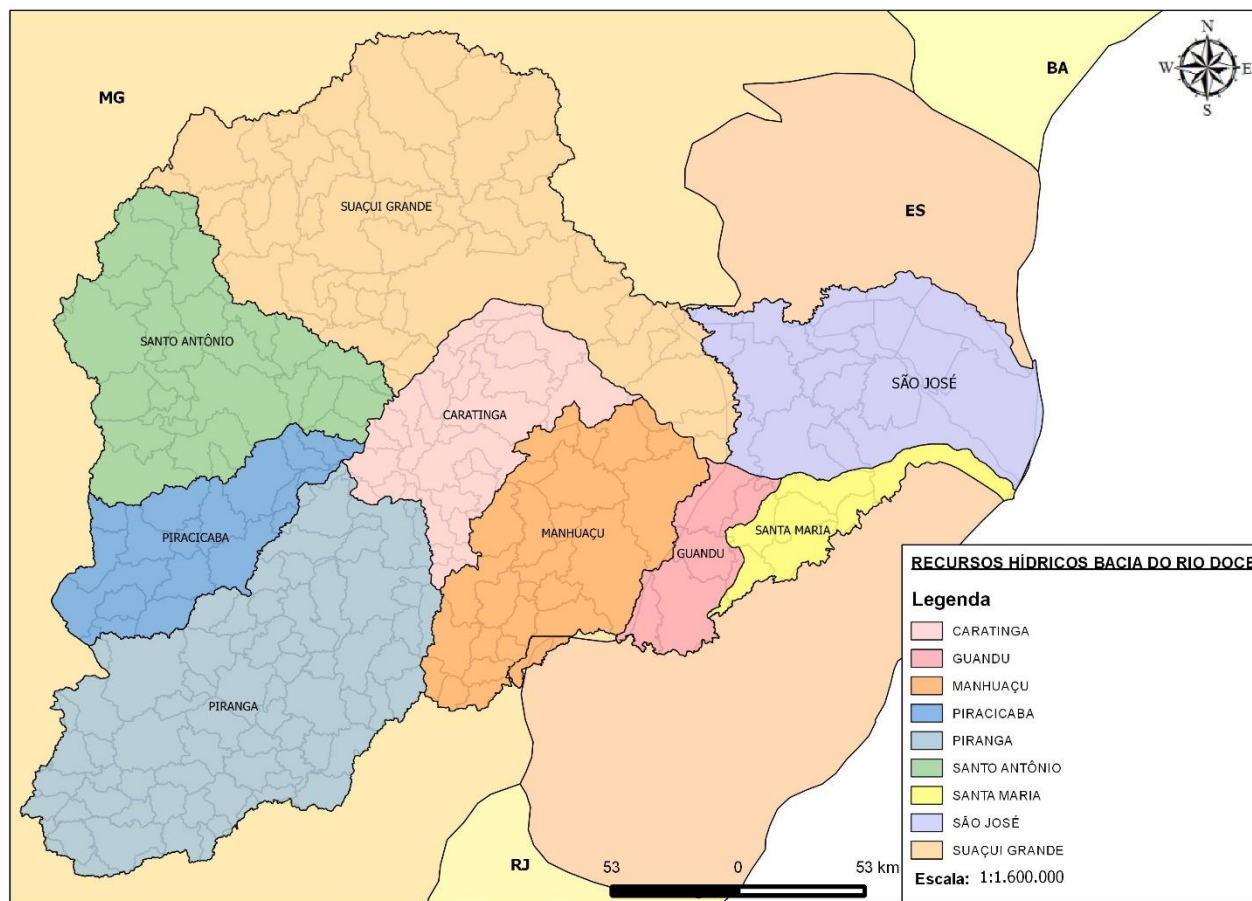 N
W E
S
MG
BA
SUAÇUI GRANDE
ES
SANTO ANTÔNIO
SÃO JOSÉ
CARATINGA
PIRACICABA
MANHUAÇU
GUANDU
SANTA MARIA
PIRANGA
RJ
53 0 53 km
RECURSOS HÍDRICOS BACIA DO RIO DOCE
Legenda
CARATINGA
GUANDU
MANHUAÇU
PIRACICABA
PIRANGA
SANTO ANTÔNIO
SANTA MARIA
SÃO JOSÉ
SUAÇUI GRANDE
Escala: 1:1.600.000